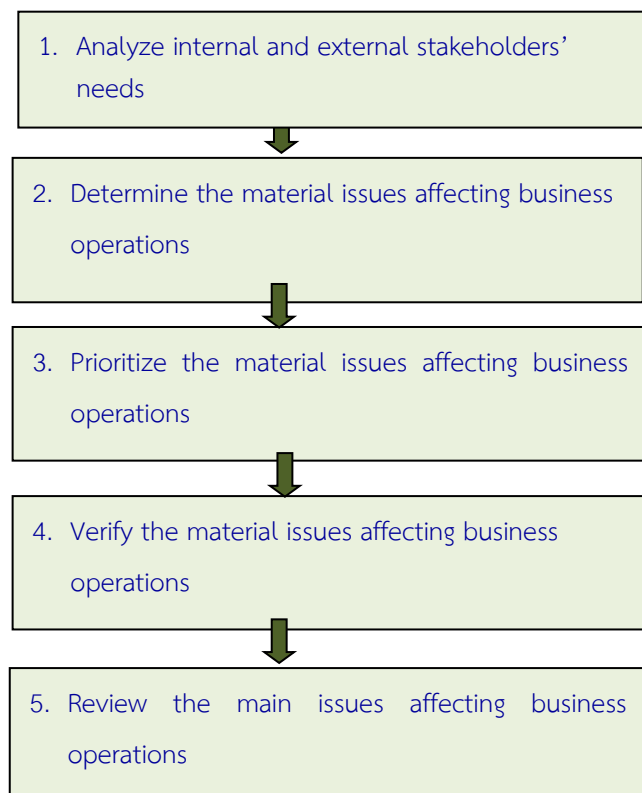 1. Analyze internal and external stakeholders’
needs
2. Determine the material issues affecting business
operations
3. Prioritize the material issues affecting business
operations
4. Verify the material issues affecting business
operations
5. Review the main issues affecting business
operations